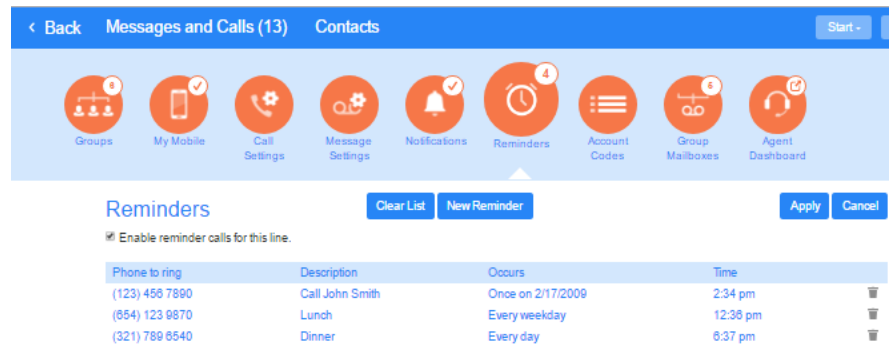 ‹ Back Messages and Calls (13) Contacts Start
6 4 6
Groups My Mobile Call Settings Message Settings Notifications Reminders Account Codes Group Mailboxes Agent Dashboard
Reminders Clear List New Reminder Apply Cancel
Enable reminder calls for this line.
Phone to ring Description Occurs Time
(123) 456 7890 Call John Smith Once on 2/17/2009 2:34 pm
(654) 123 9870 Lunch Every weekday 12:36 pm
(321) 789 6540 Dinner Every day 6:37 pm